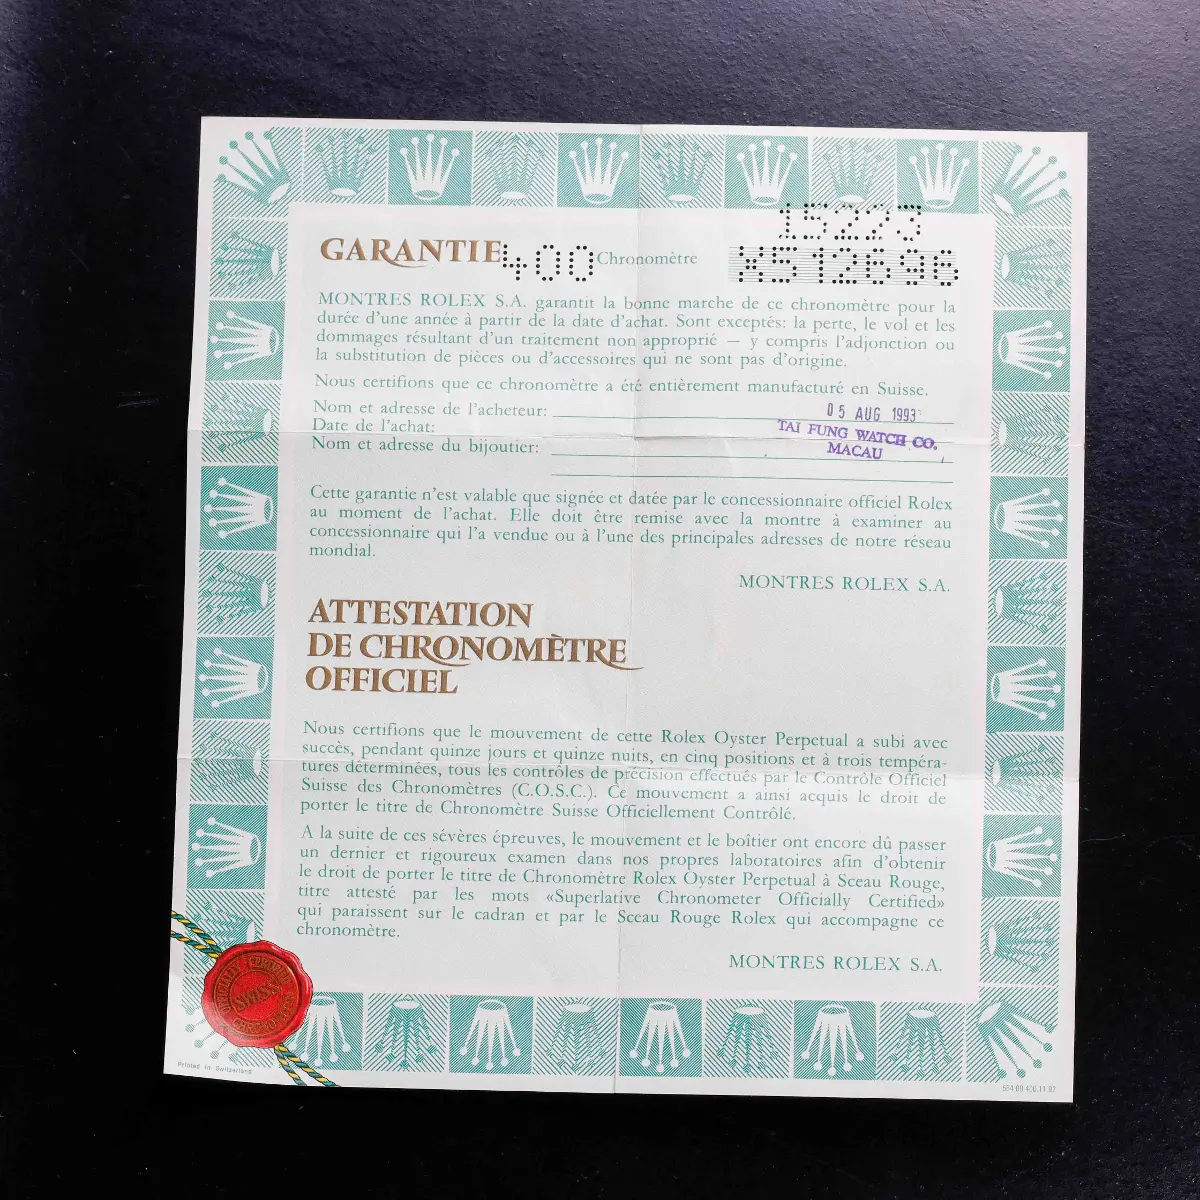 15223
GARANTIE 400 Chronomètre X512696
MONTRES ROLEX S.A. garantit la bonne marche de ce chronomètre pour la
durée d'une année à partir de la date d'achat. Sont exceptés: la perte, le vol et les
dommages résultant d'un traitement non approprié — y compris l'adjonction ou
la substitution de pièces ou d'accessoires qui ne sont pas d'origine.
Nous certifions que ce chronomètre a été entièrement manufacturé en Suisse.
Nom et adresse de l'acheteur: 05 AUG 1993
Date de l'achat: TAI FUNG WATCH CO.
Nom et adresse du bijoutier: MACAU
Cette garantie n'est valable que signée et datée par le concessionnaire officiel Rolex
au moment de l'achat. Elle doit être remise avec la montre à examiner au
concessionnaire qui l'a vendue ou à l'une des principales adresses de notre réseau
mondial.
MONTRES ROLEX S.A.
ATTESTATION
DE CHRONOMÈTRE
OFFICIEL
Nous certifions que le mouvement de cette Rolex Oyster Perpetual a subi avec
succès, pendant quinze jours et quinze nuits, en cinq positions et à trois tempéra-
tures déterminées, tous les contrôles de précision effectués par le Contrôle Officiel
Suisse des Chronomètres (C.O.S.C.). Ce mouvement a ainsi acquis le droit de
porter le titre de Chronomètre Suisse Officiellement Contrôlé.
A la suite de ces sévères épreuves, le mouvement et le boîtier ont encore dû passer
un dernier et rigoureux examen dans nos propres laboratoires afin d'obtenir
le droit de porter le titre de Chronomètre Rolex Oyster Perpetual à Sceau Rouge,
titre attesté par les mots «Superlative Chronometer Officially Certified»
qui paraissent sur le cadran et par le Sceau Rouge Rolex qui accompagne ce
chronomètre.
MONTRES ROLEX S.A.
OFFICIALLY CERTIFIED
SWISS
CHRONOMETER
Printed in Switzerland